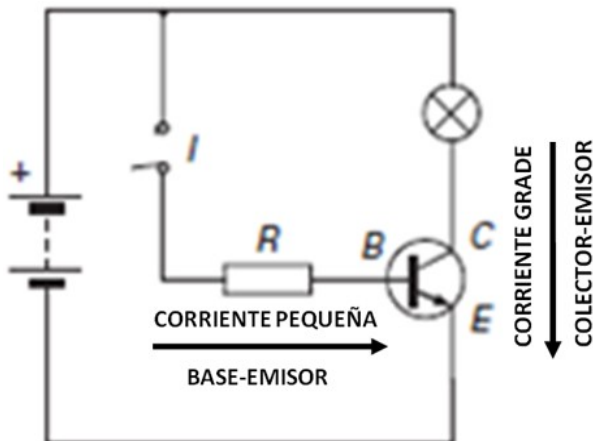 +
I
R
B
C
E
CORRIENTE PEQUEÑA
BASE-EMISOR
CORRIENTE GRADE
COLECTOR-EMISOR